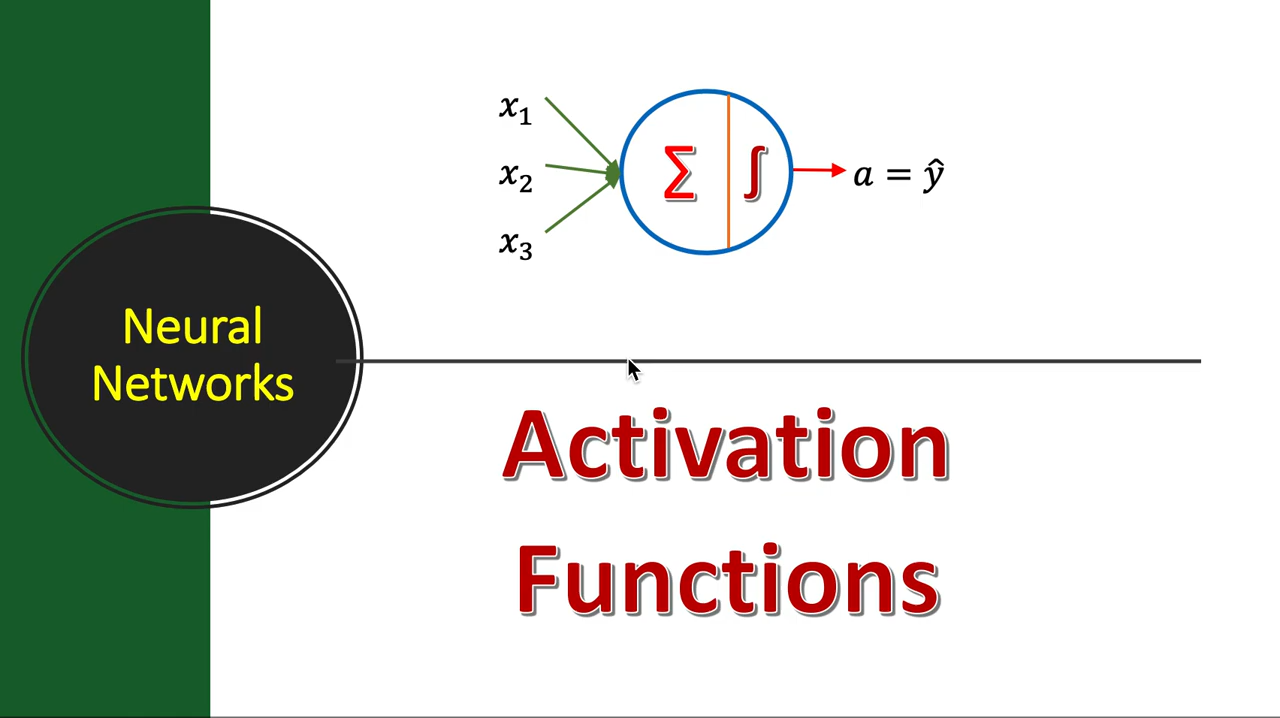 x₁
x₂
x₃
∑ ∫
a = ŷ
Neural
Networks
Activation
Functions